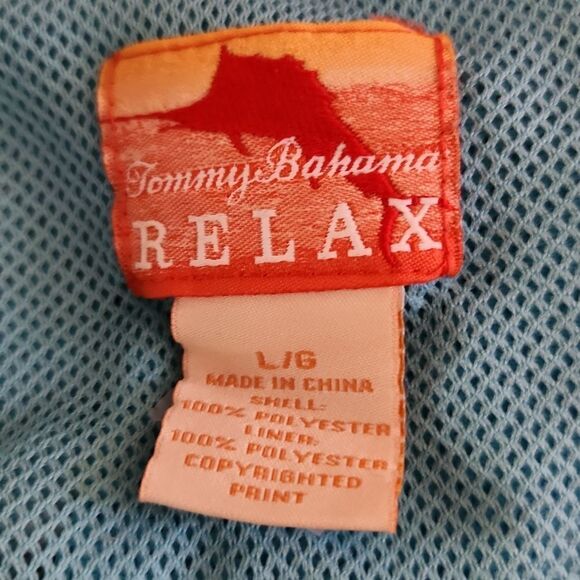 Tommy Bahama
RELAX
L/G
MADE IN CHINA
SHELL:
100% POLYESTER
LINER:
100% POLYESTER
COPYRIGHTED
PRINT